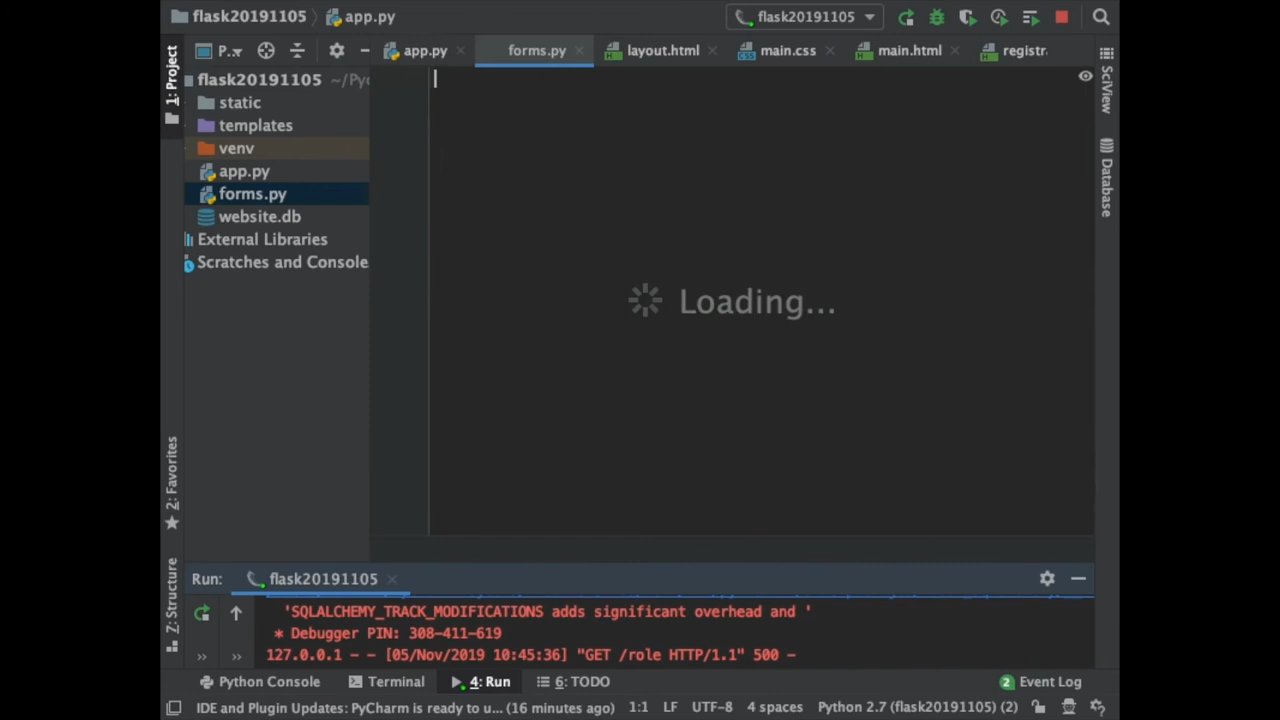 flask20191105 app.py flask20191105
1: Project P.. app.py forms.py layout.html main.css main.html registr
flask20191105 ~/Pyc
static
templates
venv
app.py
forms.py
website.db
External Libraries
Scratches and Console
SciView
Database
Loading...
2: Favorites
Z: Structure
Run: flask20191105
'SQLALCHEMY_TRACK_MODIFICATIONS adds significant overhead and '
* Debugger PIN: 308-411-619
127.0.0.1 - - [05/Nov/2019 10:45:36] "GET /role HTTP/1.1" 500 -
Python Console Terminal 4: Run 6: TODO 2 Event Log
IDE and Plugin Updates: PyCharm is ready to u... (16 minutes ago) 1:1 LF UTF-8 4 spaces Python 2.7 (flask20191105) (2)